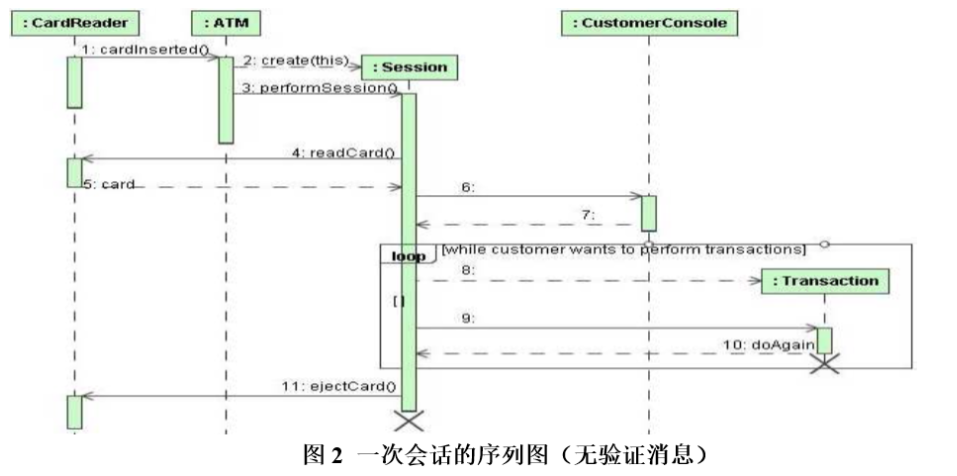 : CardReader
: ATM
: CustomerConsole
1: cardInserted()
2: create(this)
: Session
3: performSession()
4: readCard()
5: card
6:
7:
loop
[while customer wants to perform transactions]
8:
: Transaction
[ ]
9:
10: doAgain
11: ejectCard()
图 2 一次会话的序列图（无验证消息）